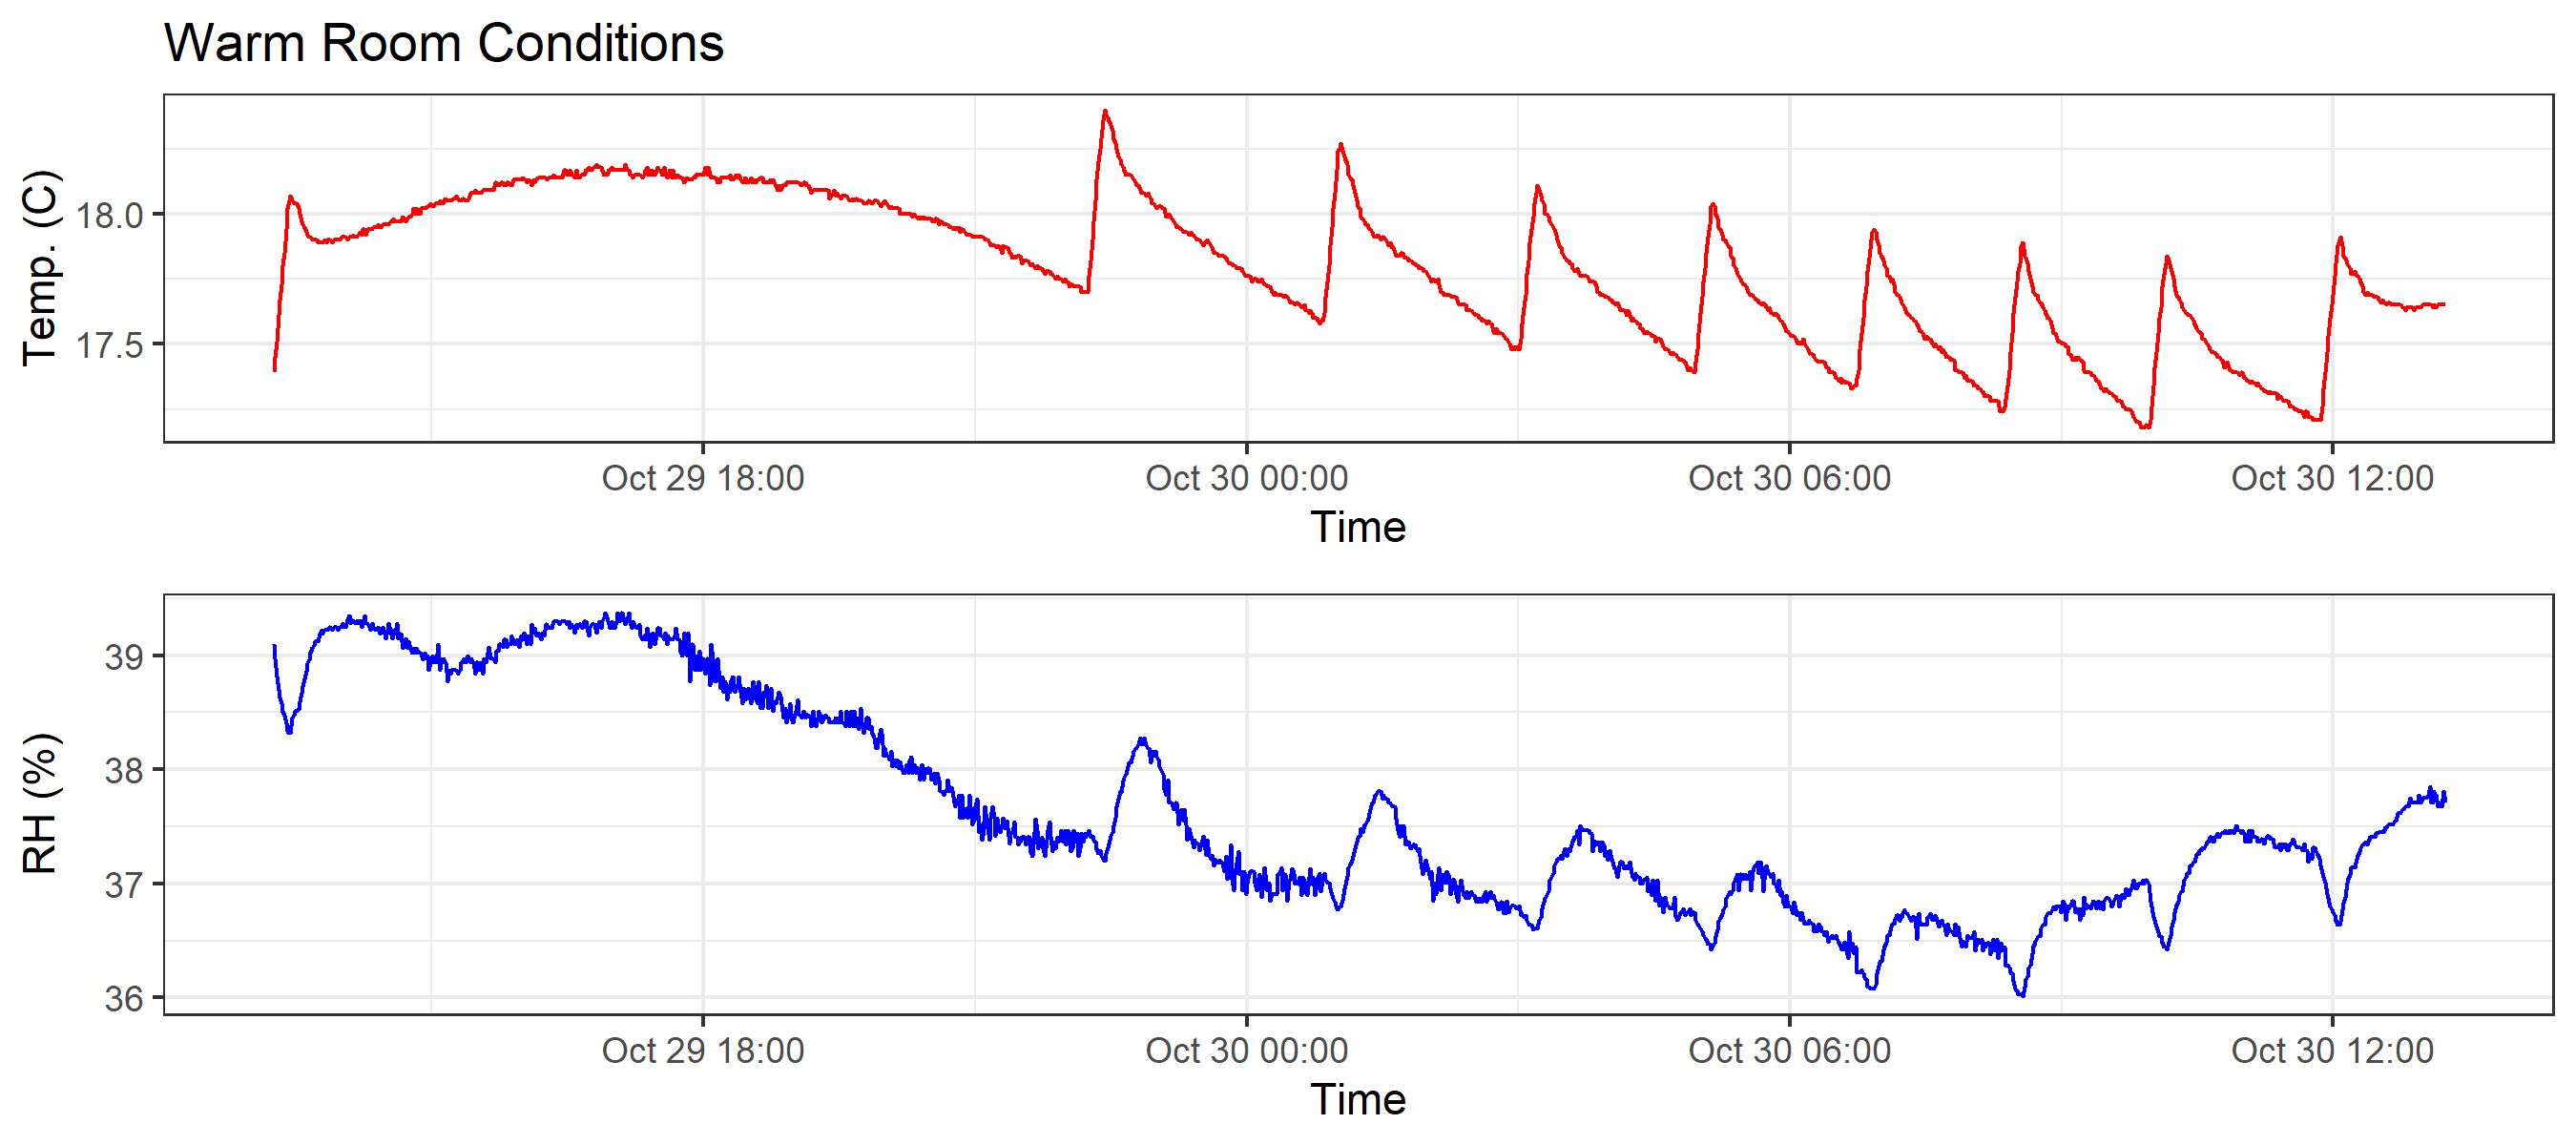 Warm Room Conditions
Temp. (C)
18.0
17.5
Oct 29 18:00 Oct 30 00:00 Oct 30 06:00 Oct 30 12:00
Time
RH (%)
39
38
37
36
Oct 29 18:00 Oct 30 00:00 Oct 30 06:00 Oct 30 12:00
Time